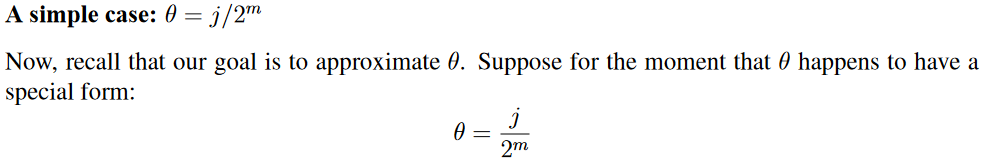 A simple case: θ = j/2^m
Now, recall that our goal is to approximate θ. Suppose for the moment that θ happens to have a
special form:
θ = j/2^m